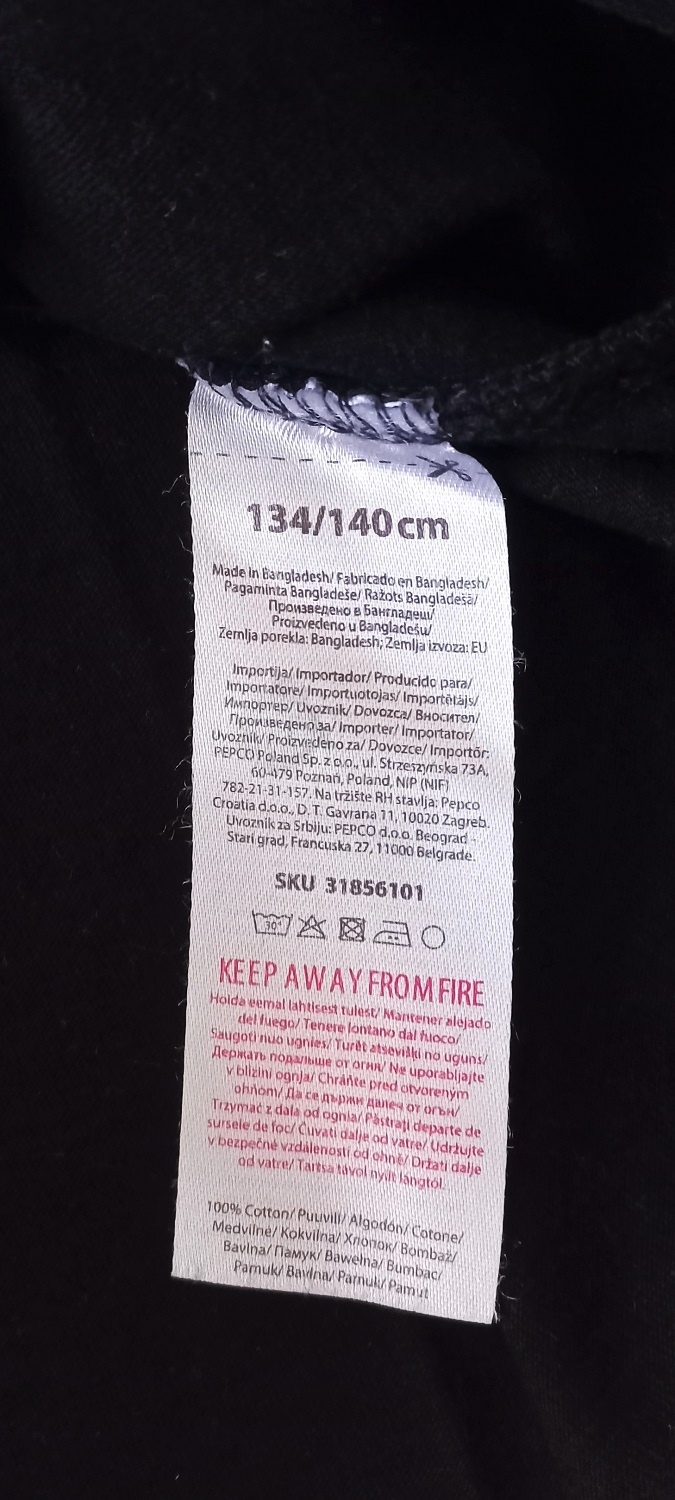 134/140cm
Made in Bangladesh/ Fabricado en Bangladesh/
Pagaminta Bangladeše/ Ražots Bangladešā/
Произведено в Бангладеш/
Proizvedeno u Bangladešu/
Zemlja porekla: Bangladesh; Zemlja izvoza: EU
Importija/ Importador/ Producido para/
Importatore/ Importuotojas/ Importētājs/
Импортер/ Uvoznik/ Dovozca/ Вносител/
Произведено за/ Importer/ Importator/
Uvoznik/ Proizvedeno za/ Dovozce/ Importőr:
PEPCO Poland Sp. z o.o., ul. Strzeszyńska 73A,
60-479 Poznań, Poland, NIP (NIF)
782-21-31-157. Na tržište RH stavlja: Pepco
Croatia d.o.o., D. T. Gavrana 11, 10020 Zagreb.
Uvoznik za Srbiju: PEPCO d.o.o. Beograd -
Stari grad, Francuska 27, 11000 Belgrade.
SKU 31856101
30°
KEEP AWAY FROM FIRE
Hoida eemal lahtisest tulest/ Mantener alejado
del fuego/ Tenere lontano dal fuoco/
Saugoti nuo ugnies/ Turēt atsevišķi no uguns/
Держать подальше от огня/ Ne uporabljajte
v bližini ognja/ Chráňte pred otvoreným
ohňom/ Да се държи далеч от огън/
Trzymać z dala od ognia/ Păstrați departe de
sursele de foc/ Čuvati dalje od vatre/ Udržujte
v bezpečné vzdálenosti od ohně/ Držati dalje
od vatre/ Tartsa távol nyílt lángtól.
100% Cotton/ Puuvill/ Algodón/ Cotone/
Medvilnė/ Kokvilna/ Хлопок/ Bombaž/
Bavlna/ Памук/ Bawełna/ Bumbac/
Pamuk/ Bavlna/ Pamuk/ Pamut